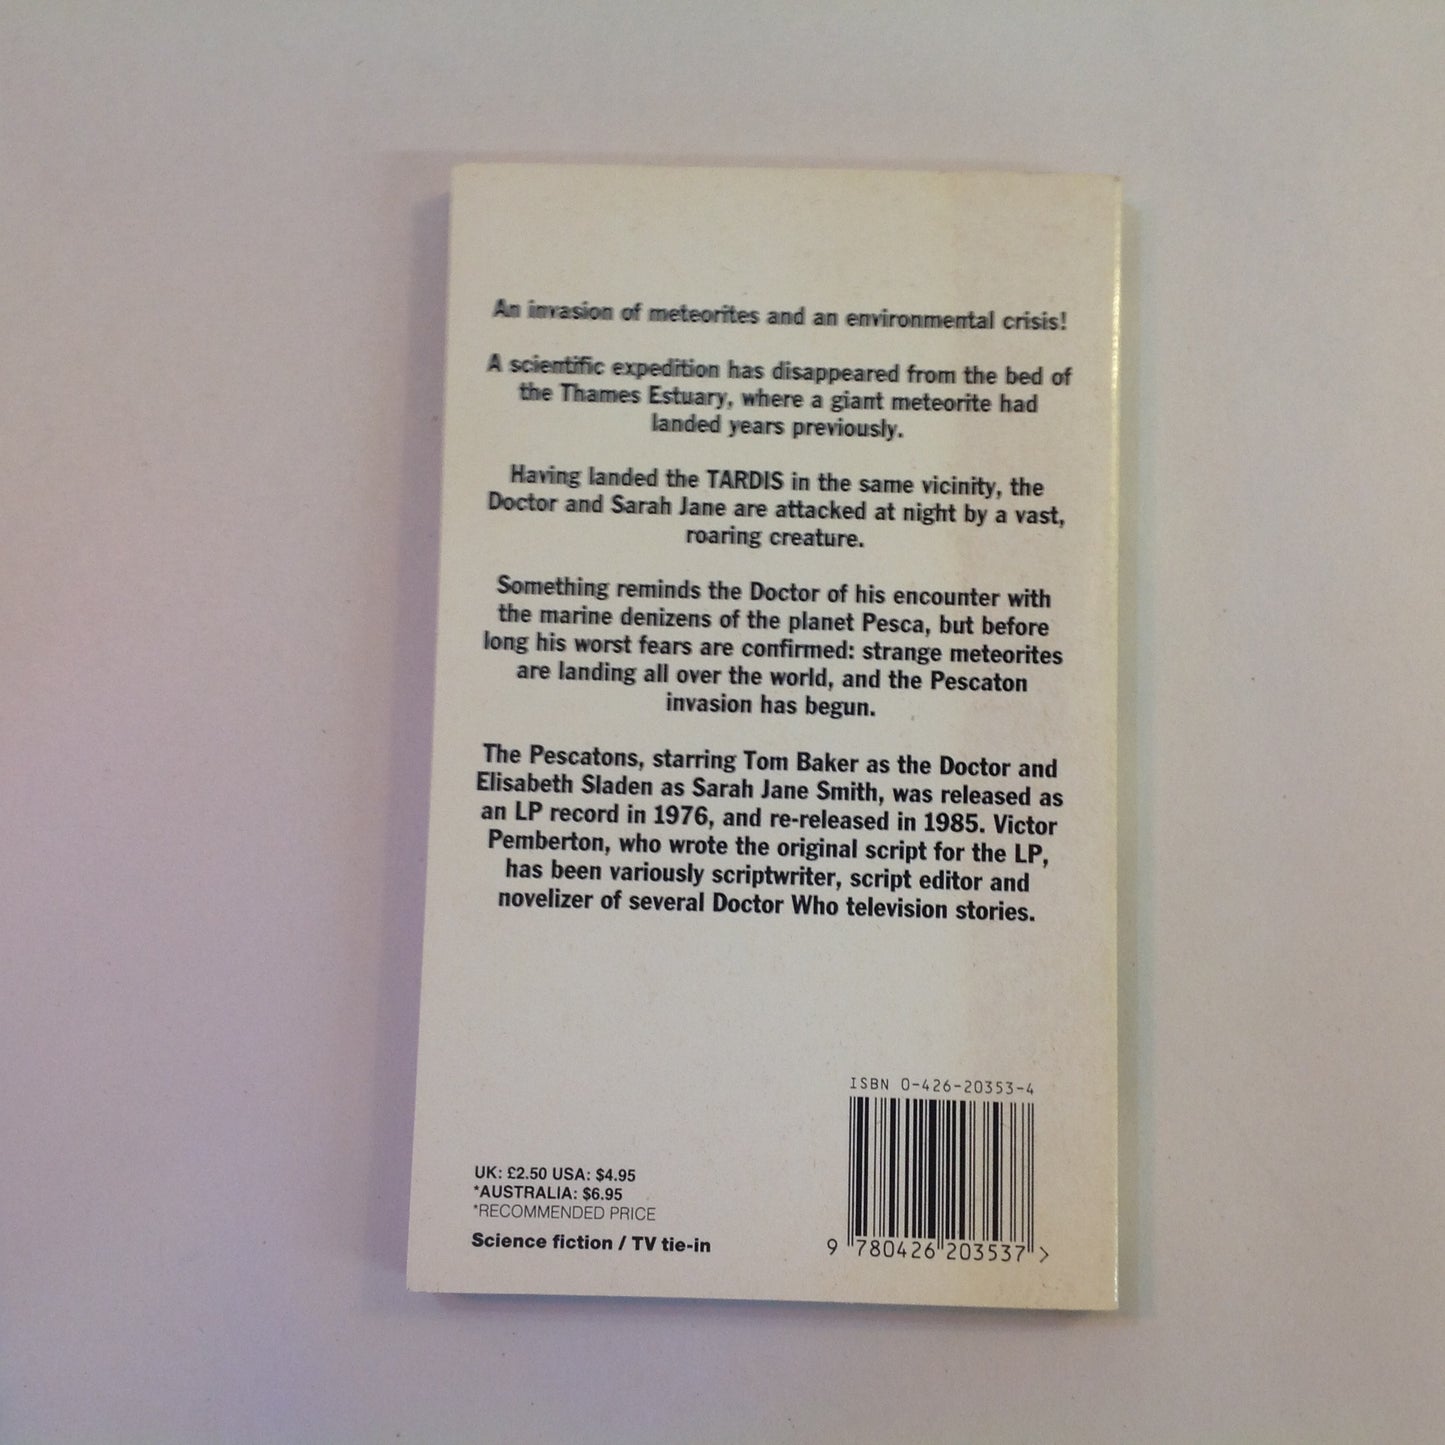 An invasion of meteorites and an environmental crisis!
A scientific expedition has disappeared from the bed of
the Thames Estuary, where a giant meteorite had
landed years previously.
Having landed the TARDIS in the same vicinity, the
Doctor and Sarah Jane are attacked at night by a vast,
roaring creature.
Something reminds the Doctor of his encounter with
the marine denizens of the planet Pesca, but before
long his worst fears are confirmed: strange meteorites
are landing all over the world, and the Pescaton
invasion has begun.
The Pescatons, starring Tom Baker as the Doctor and
Elisabeth Sladen as Sarah Jane Smith, was released as
an LP record in 1976, and re-released in 1985. Victor
Pemberton, who wrote the original script for the LP,
has been variously scriptwriter, script editor and
novelizer of several Doctor Who television stories.
ISBN 0-426-20353-4
UK: £2.50 USA: $4.95
*AUSTRALIA: $6.95
*RECOMMENDED PRICE
Science fiction / TV tie-in
9 780426 203537 >